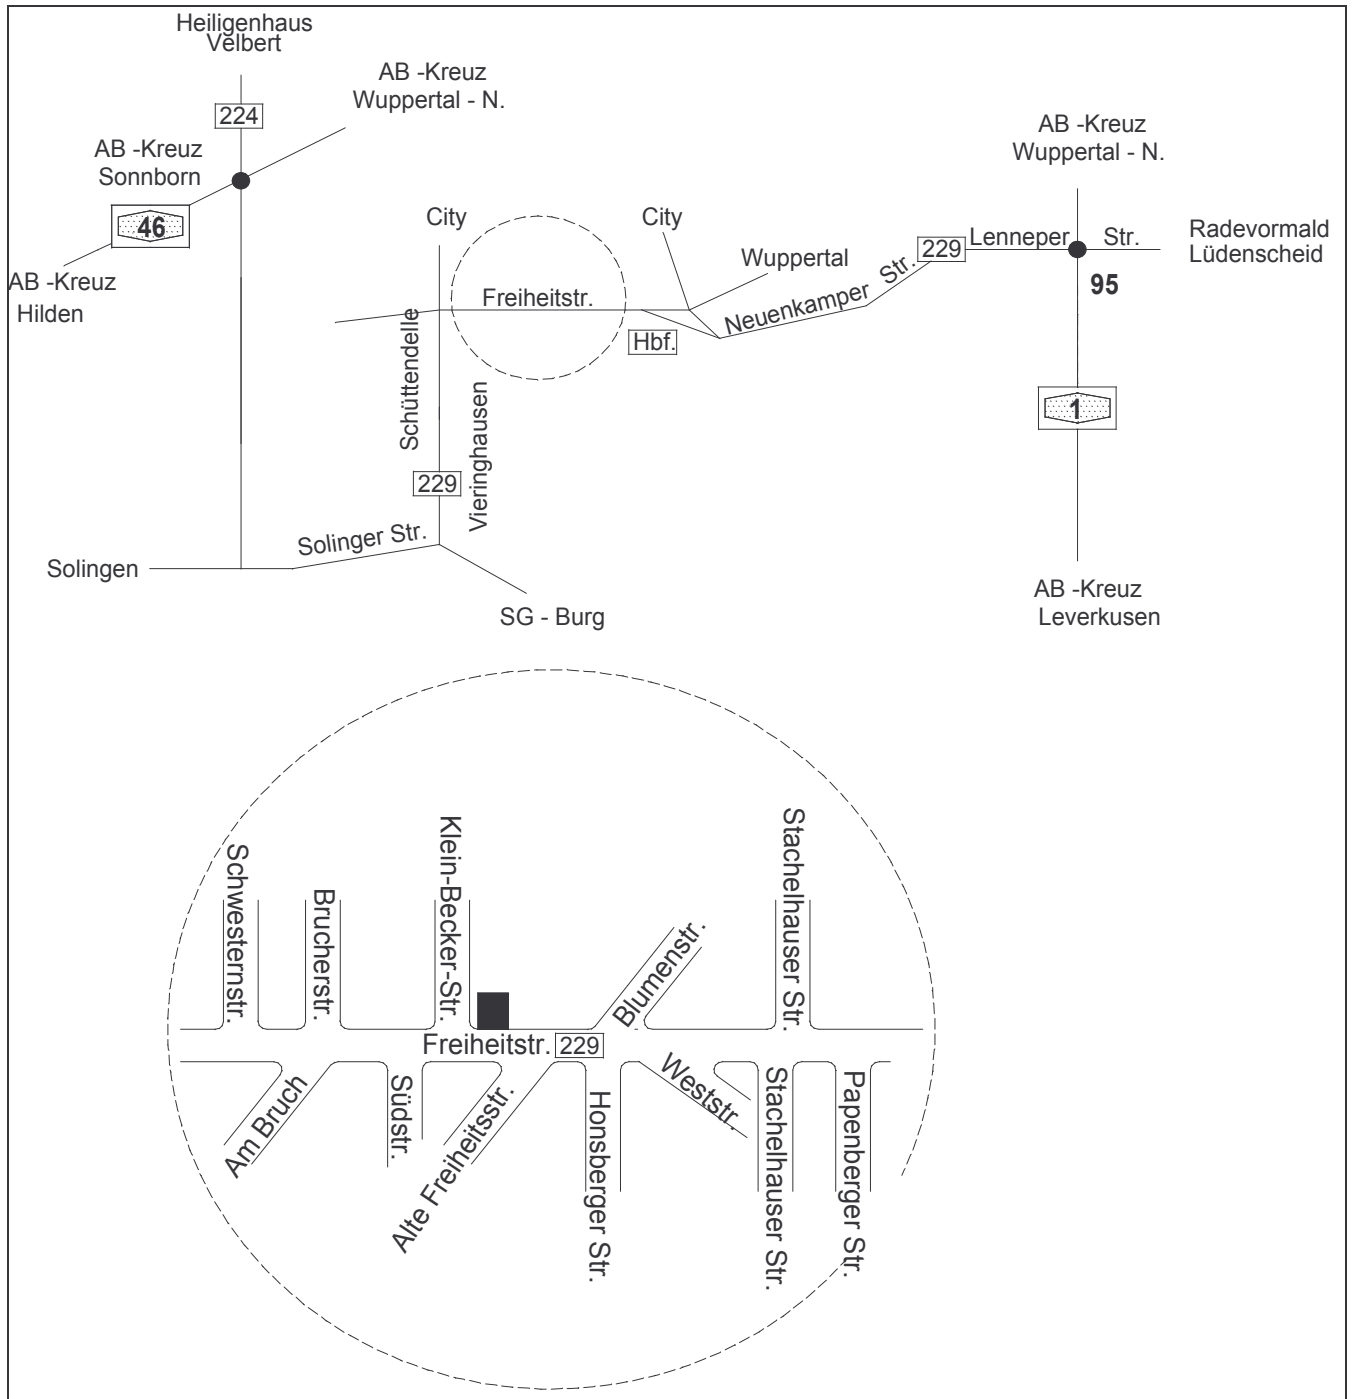 Heiligenhaus
Velbert
AB -Kreuz
Wuppertal - N.
224
AB -Kreuz
Sonnborn
46
AB -Kreuz
Hilden
AB -Kreuz
Wuppertal - N.
City
City
Wuppertal
229
Lenneper
Str.
Radevormald
Lüdenscheid
95
Freiheitstr.
Hbf.
Neuenkamper
Str.
Schüttendelle
Vieringhausen
229
1
Solinger Str.
Solingen
SG - Burg
AB -Kreuz
Leverkusen
Schwesternstr.
Brucherstr.
Klein-Becker-Str.
Blumenstr.
Stachelhauser Str.
Freiheitstr.
229
Am Bruch
Südstr.
Alte Freiheitsstr.
Honsberger Str.
Weststr.
Stachelhauser Str.
Papenberger Str.